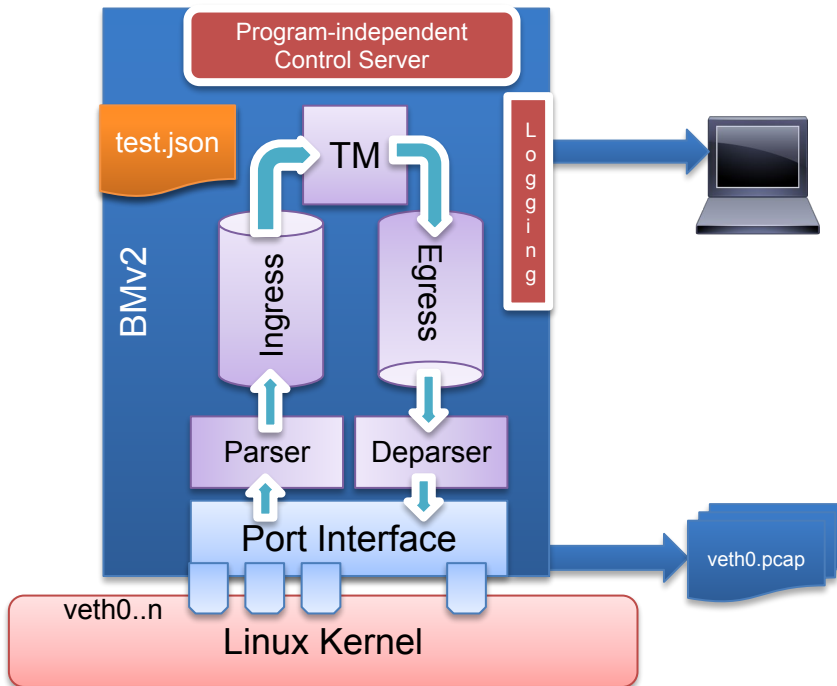 Program-independent
Control Server
test.json
TM
Logging
BMv2
Ingress
Egress
Parser
Deparser
Port Interface
veth0.pcap
veth0..n
Linux Kernel